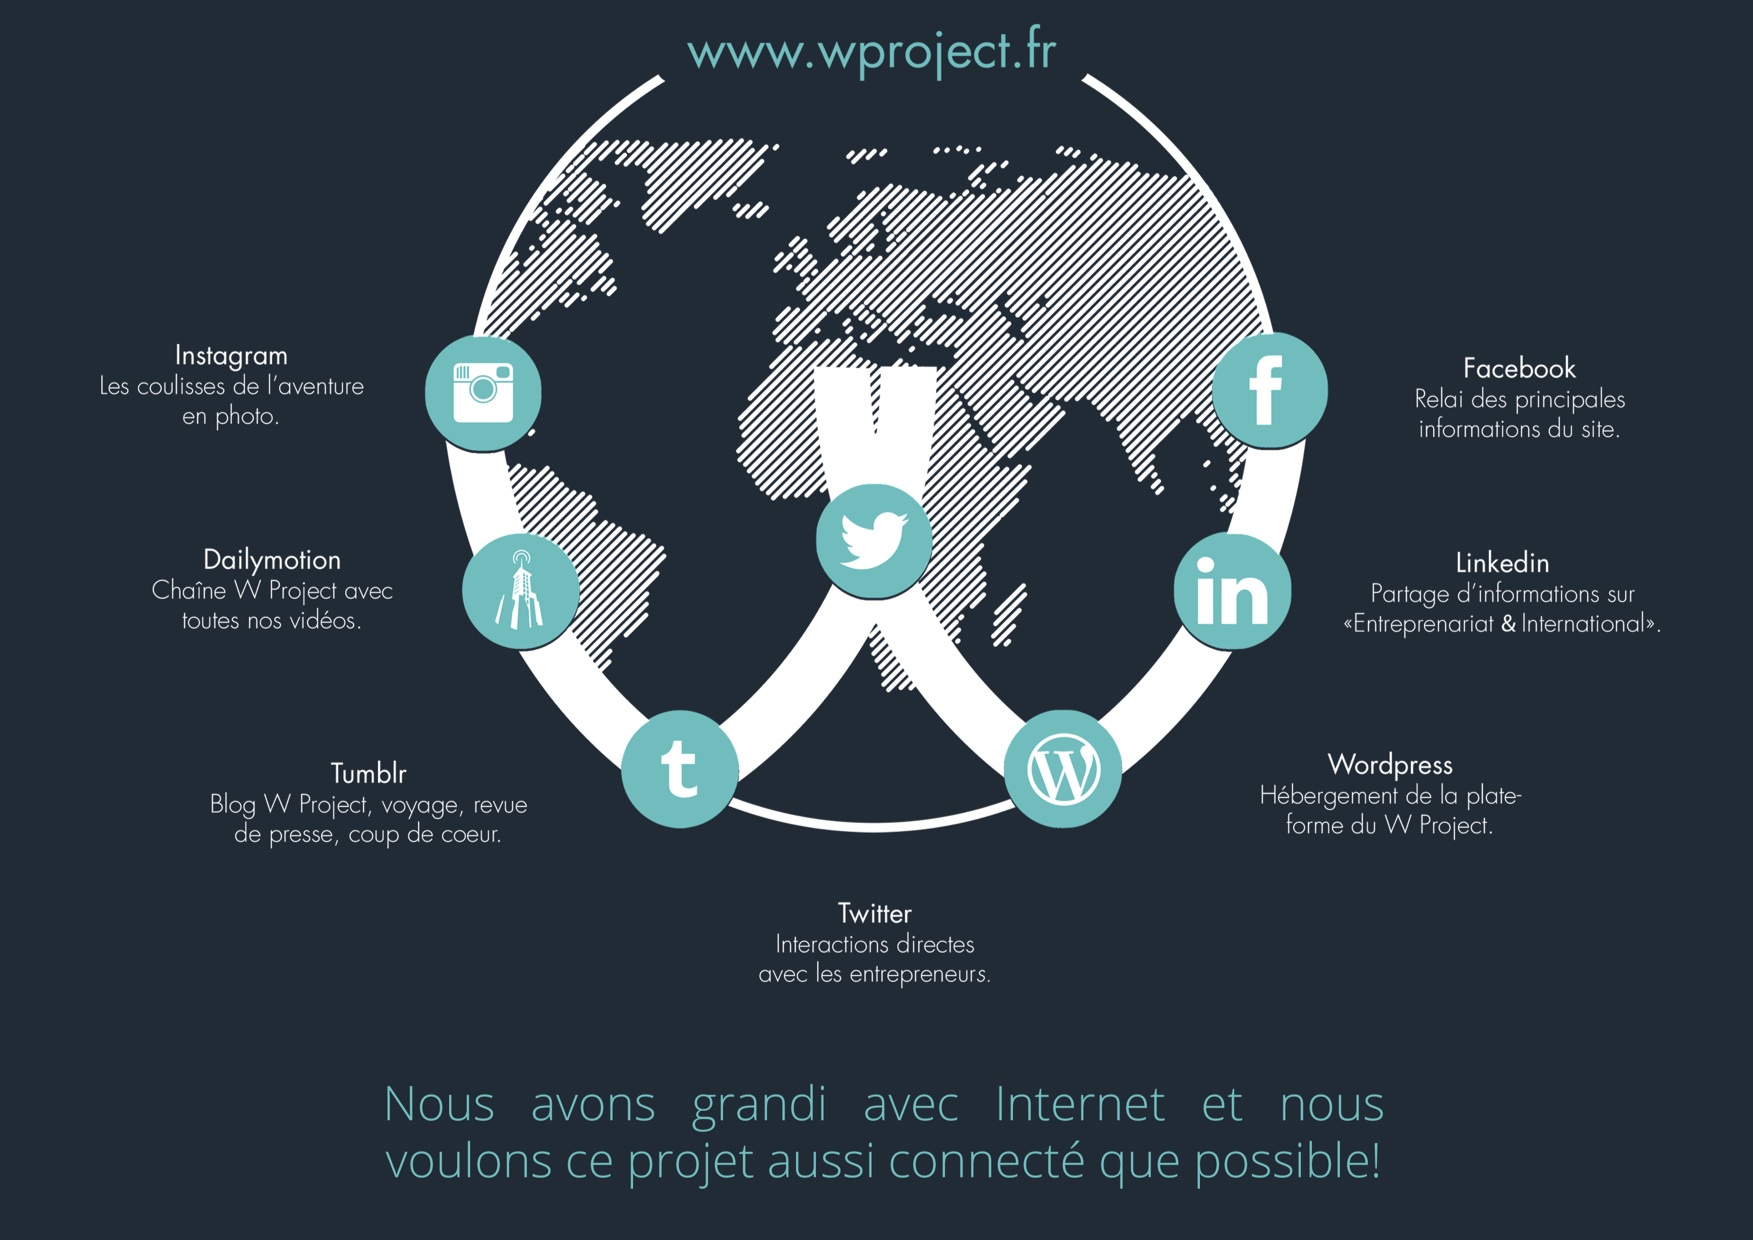 www.wproject.fr
Instagram
Les coulisses de l'aventure
en photo.
Facebook
Relai des principales
informations du site.
Dailymotion
Chaîne W Project avec
toutes nos vidéos.
Linkedin
Partage d'informations sur
«Entreprenariat & International».
Tumblr
Blog W Project, voyage, revue
de presse, coup de coeur.
Wordpress
Hébergement de la plate-
forme du W Project.
Twitter
Interactions directes
avec les entrepreneurs.
f
in
t
W
Nous avons grandi avec Internet et nous
voulons ce projet aussi connecté que possible!